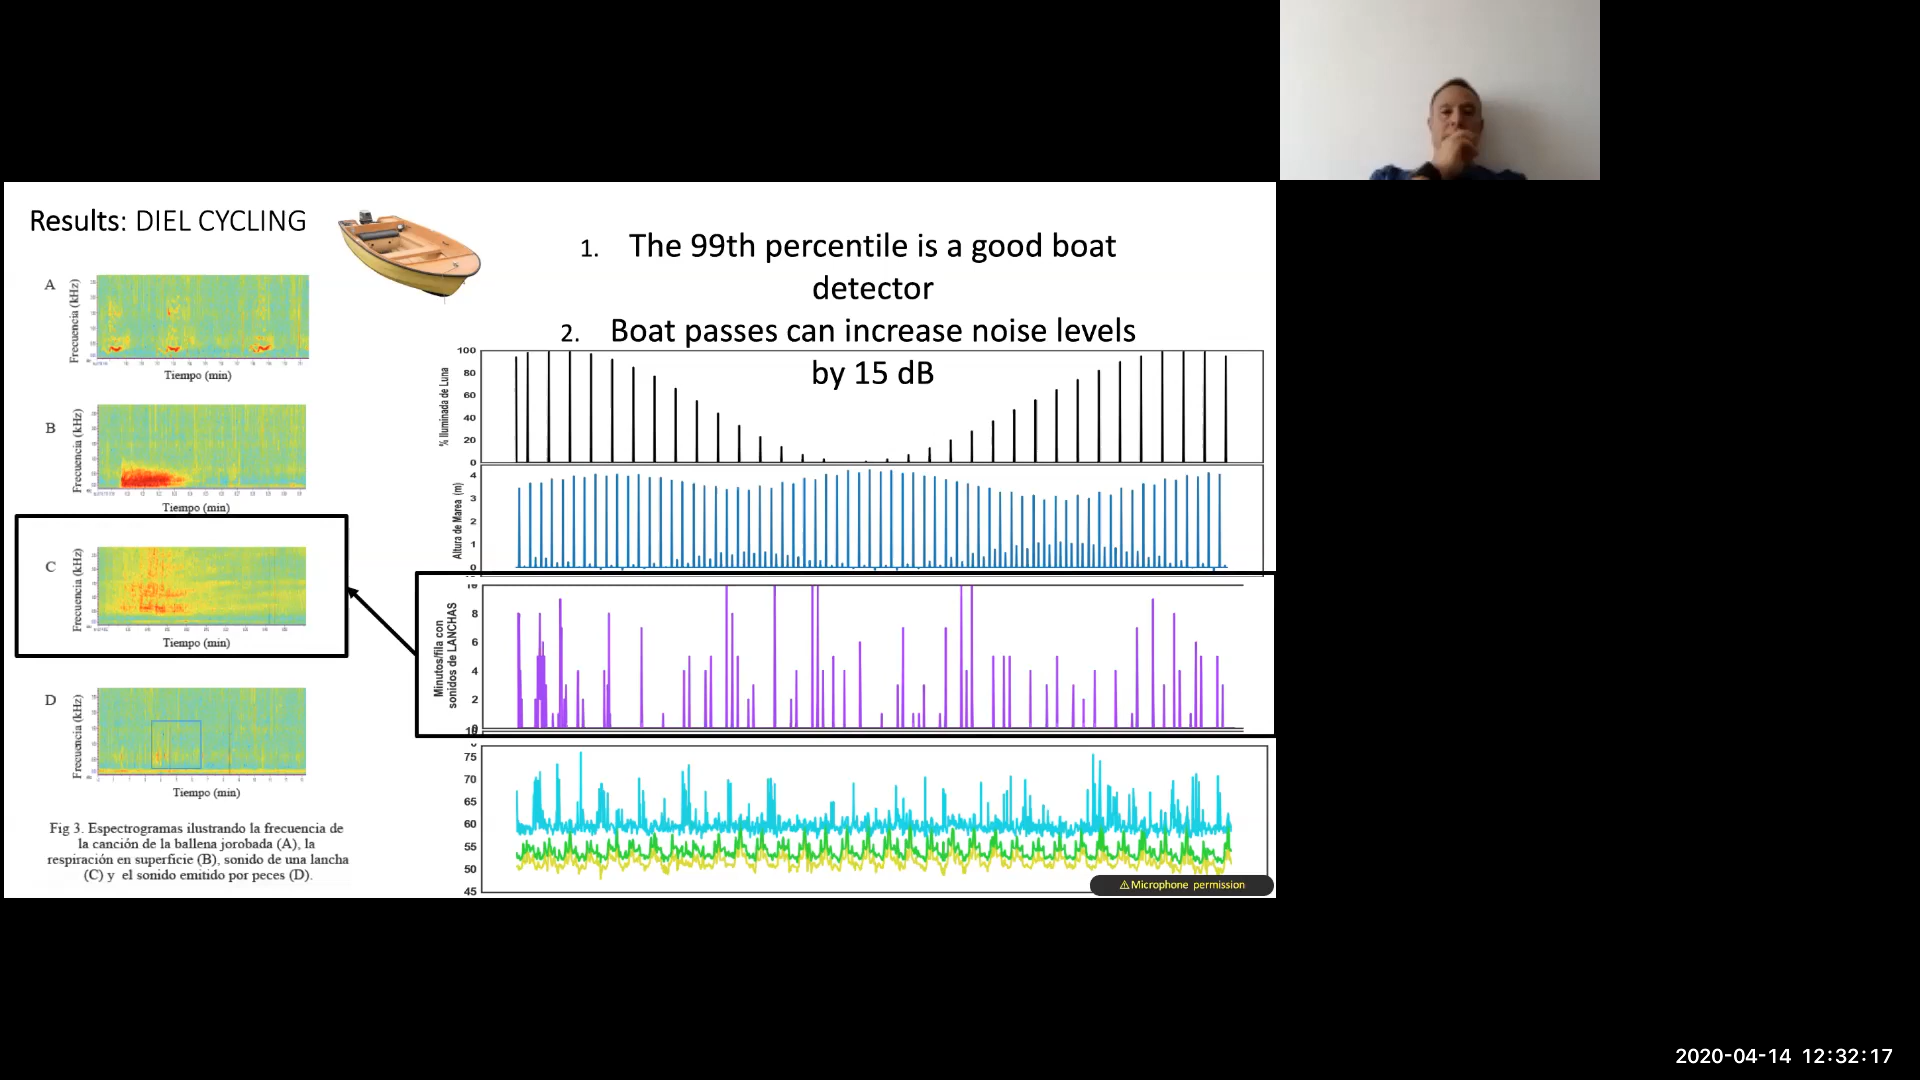 Results: DIEL CYCLING
1. The 99th percentile is a good boat
detector
2. Boat passes can increase noise levels
by 15 dB
A
Frecuencia (kHz)
Tiempo (min)
B
Frecuencia (kHz)
Tiempo (min)
C
Frecuencia (kHz)
Tiempo (min)
D
Frecuencia (kHz)
Tiempo (min)
Fig 3. Espectrogramas ilustrando la frecuencia de
la canción de la ballena jorobada (A), la
respiración en superficie (B), sonido de una lancha
(C) y el sonido emitido por peces (D).
% Iluminada de Luna
100
80
60
40
20
0
Altura de Marea (m)
4
3
2
1
0
Minutos/fila con
sonidos de LANCHAS
10
8
6
4
2
0
75
70
65
60
55
50
45
⚠Microphone permission
2020-04-14 12:32:17